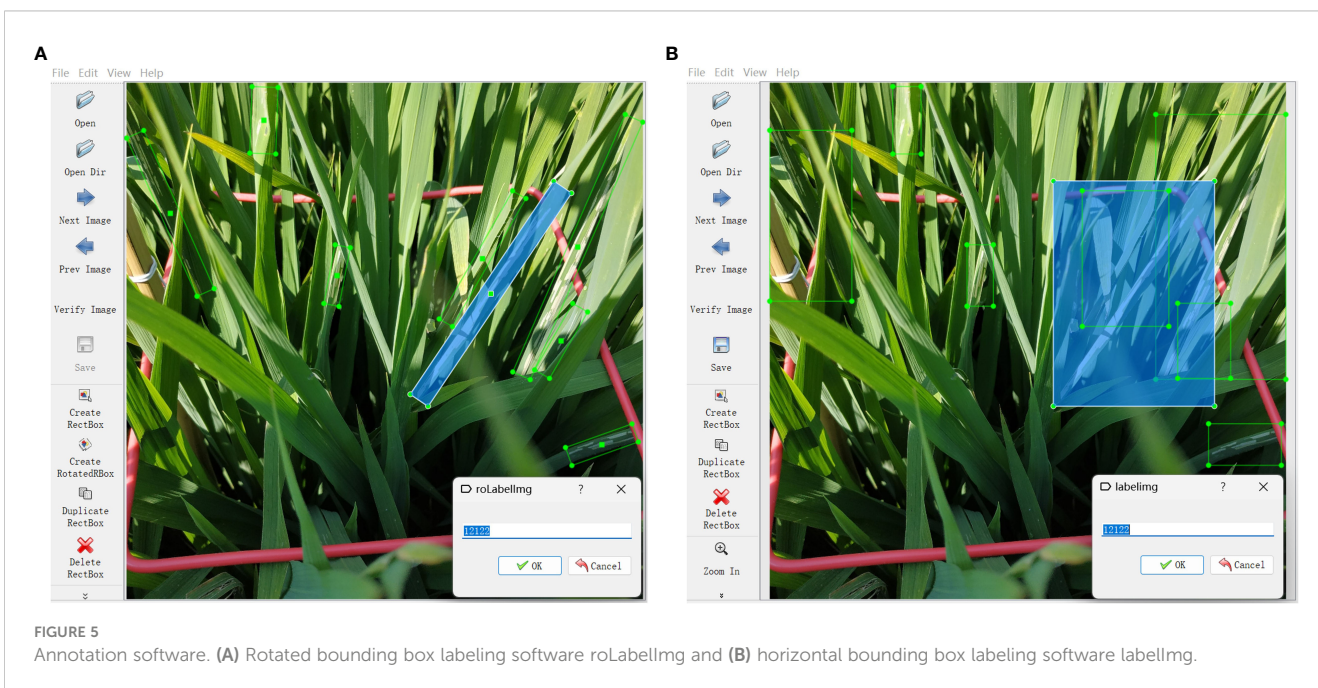 A
File Edit View Help
Open
Open Dir
Next Image
Prev Image
Verify Image
Save
Create
RectBox
Create
RotatedRBox
Duplicate
RectBox
Delete
RectBox
roLabelImg ? X
12122
OK Cancel
B
File Edit View Help
Open
Open Dir
Next Image
Prev Image
Verify Image
Save
Create
RectBox
Duplicate
RectBox
Delete
RectBox
Zoom In
labelimg ? X
12122
OK Cancel
FIGURE 5
Annotation software. (A) Rotated bounding box labeling software roLabelImg and (B) horizontal bounding box labeling software labelImg.